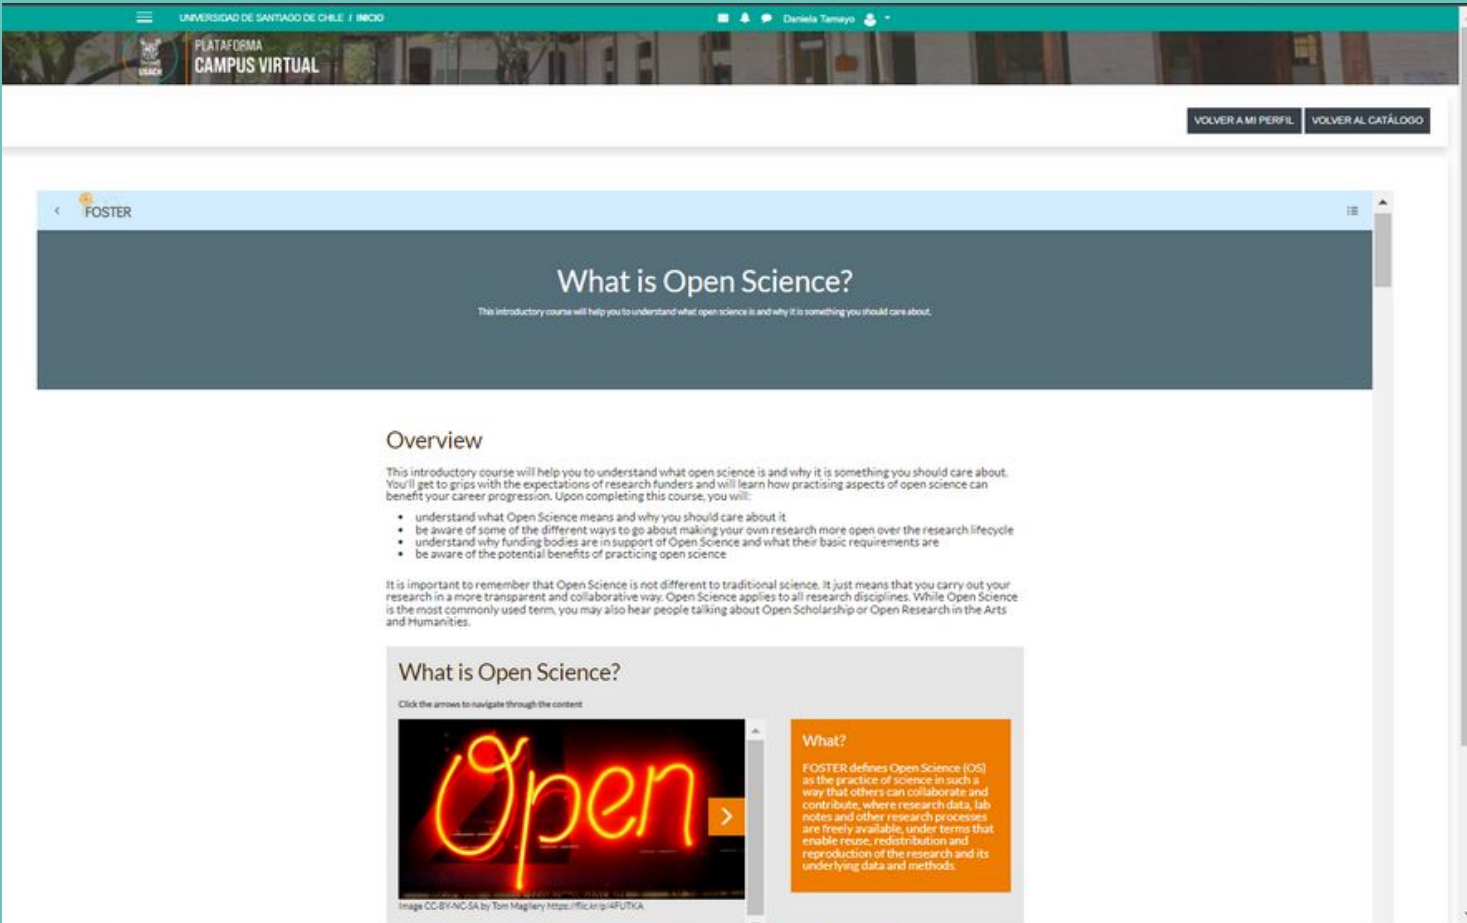 UNIVERSIDAD DE SANTIAGO DE CHILE / INICIO
Daniela Tamayo
USACH
PLATAFORMA
CAMPUS VIRTUAL
VOLVER A MI PERFIL
VOLVER AL CATÁLOGO
FOSTER
What is Open Science?
This introductory course will help you to understand what open science is and why it is something you should care about.
Overview
This introductory course will help you to understand what open science is and why it is something you should care about.
You'll get to grips with the expectations of research funders and will learn how practising aspects of open science can
benefit your career progression. Upon completing this course, you will:
• understand what Open Science means and why you should care about it
• be aware of some of the different ways to go about making your own research more open over the research lifecycle
• understand why funding bodies are in support of Open Science and what their basic requirements are
• be aware of the potential benefits of practicing open science
It is important to remember that Open Science is not different to traditional science. It just means that you carry out your
research in a more transparent and collaborative way. Open Science applies to all research disciplines. While Open Science
is the most commonly used term, you may also hear people talking about Open Scholarship or Open Research in the Arts
and Humanities.
What is Open Science?
Click the arrows to navigate through the content
Open
Image CC-BY-NC-SA by Tom Magliery https://flic.kr/p/4FUTKA
What?
FOSTER defines Open Science (OS)
as the practice of science in such a
way that others can collaborate and
contribute, where research data, lab
notes and other research processes
are freely available, under terms that
enable reuse, redistribution and
reproduction of the research and its
underlying data and methods.